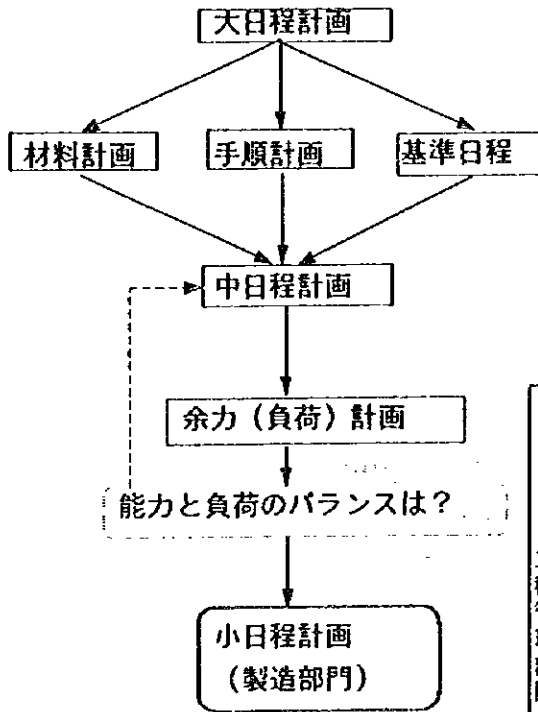 大日程計画
材料計画
手順計画
基準日程
中日程計画
余力（負荷）計画
能力と負荷のバランスは？
小日程計画
（製造部門）